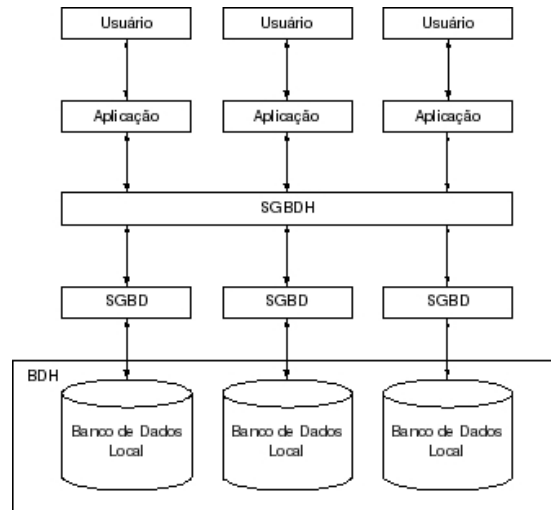 Usuário
Usuário
Usuário
Aplicação
Aplicação
Aplicação
SGBDH
SGBD
SGBD
SGBD
BDH
Banco de Dados
Local
Banco de Dados
Local
Banco de Dados
Local